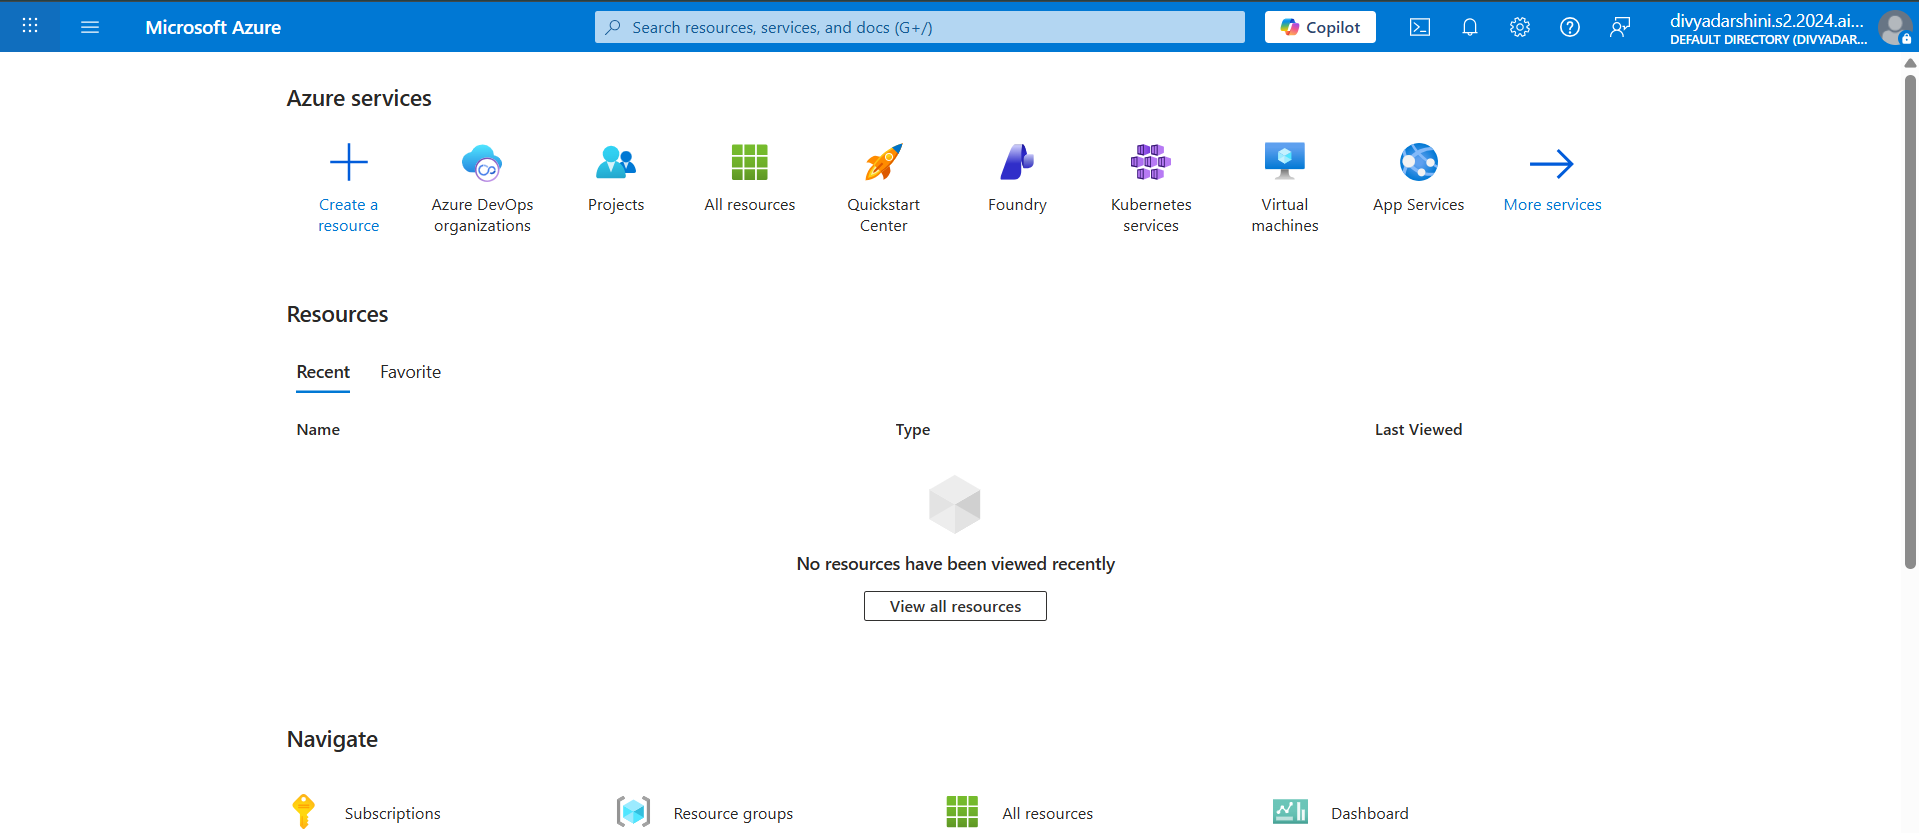 Microsoft Azure
Search resources, services, and docs (G+/)
Copilot
divyadarshini.s2.2024.ai...
DEFAULT DIRECTORY (DIVYADAR...
Azure services
Create a
resource
Azure DevOps
organizations
Projects
All resources
Quickstart
Center
Foundry
Kubernetes
services
Virtual
machines
App Services
More services
Resources
Recent
Favorite
Name
Type
Last Viewed
No resources have been viewed recently
View all resources
Navigate
Subscriptions
Resource groups
All resources
Dashboard